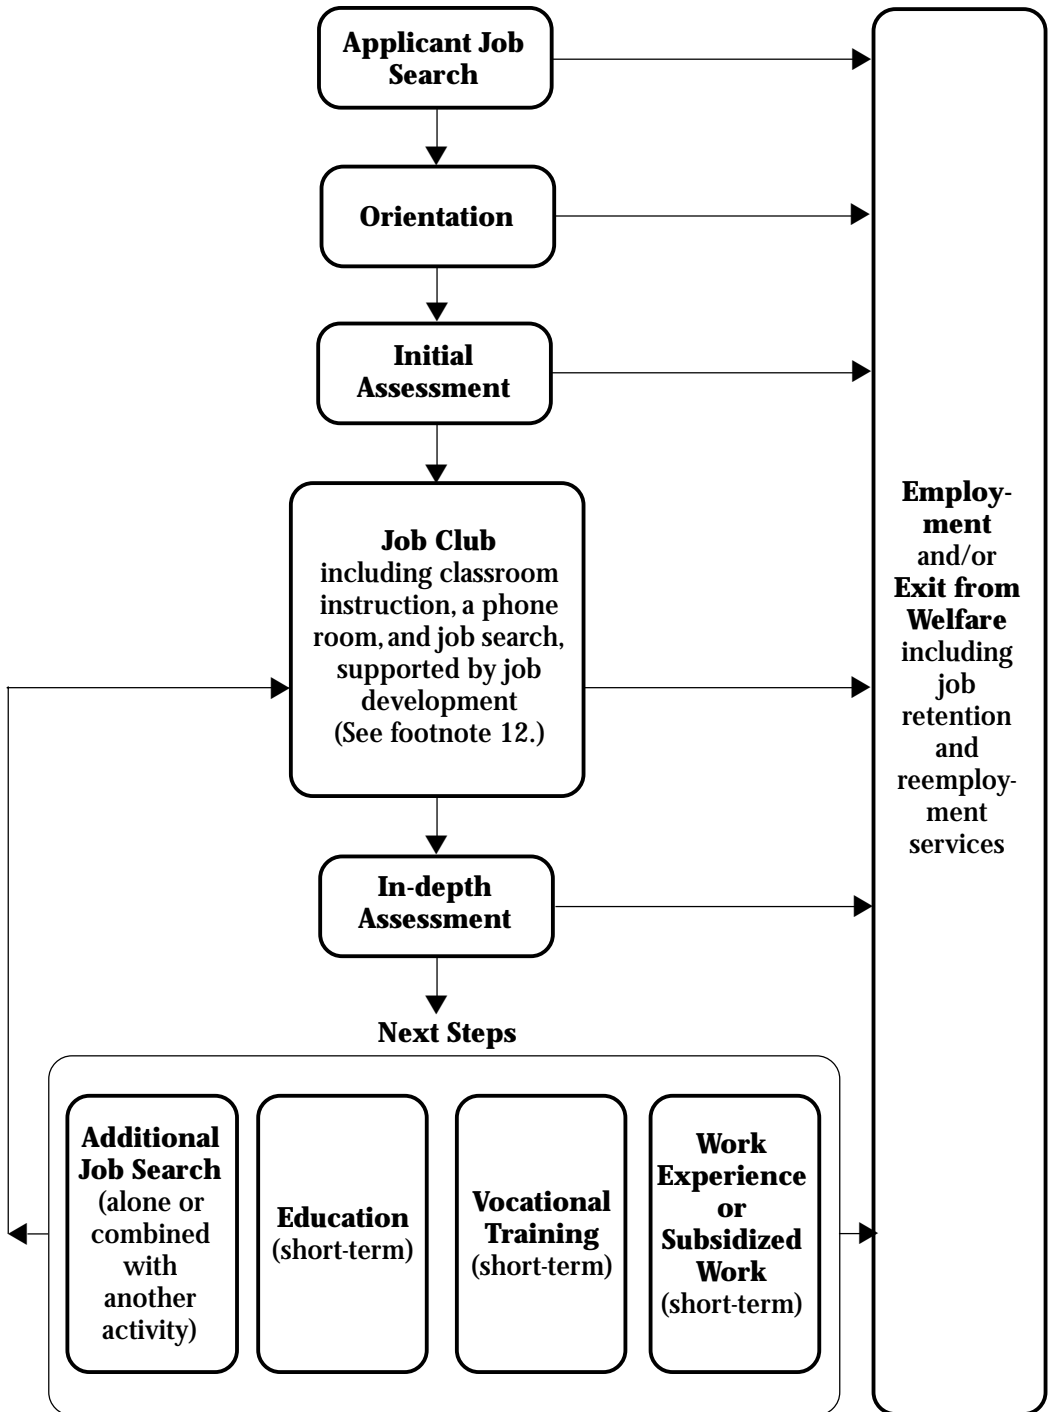 Applicant Job
Search
Orientation
Initial
Assessment
Job Club
including classroom
instruction, a phone
room, and job search,
supported by job
development
(See footnote 12.)
In-depth
Assessment
Next Steps
Additional
Job Search
(alone or
combined
with
another
activity)
Education
(short-term)
Vocational
Training
(short-term)
Work
Experience
or
Subsidized
Work
(short-term)
Employ-
ment
and/or
Exit from
Welfare
including
job
retention
and
reemploy-
ment
services